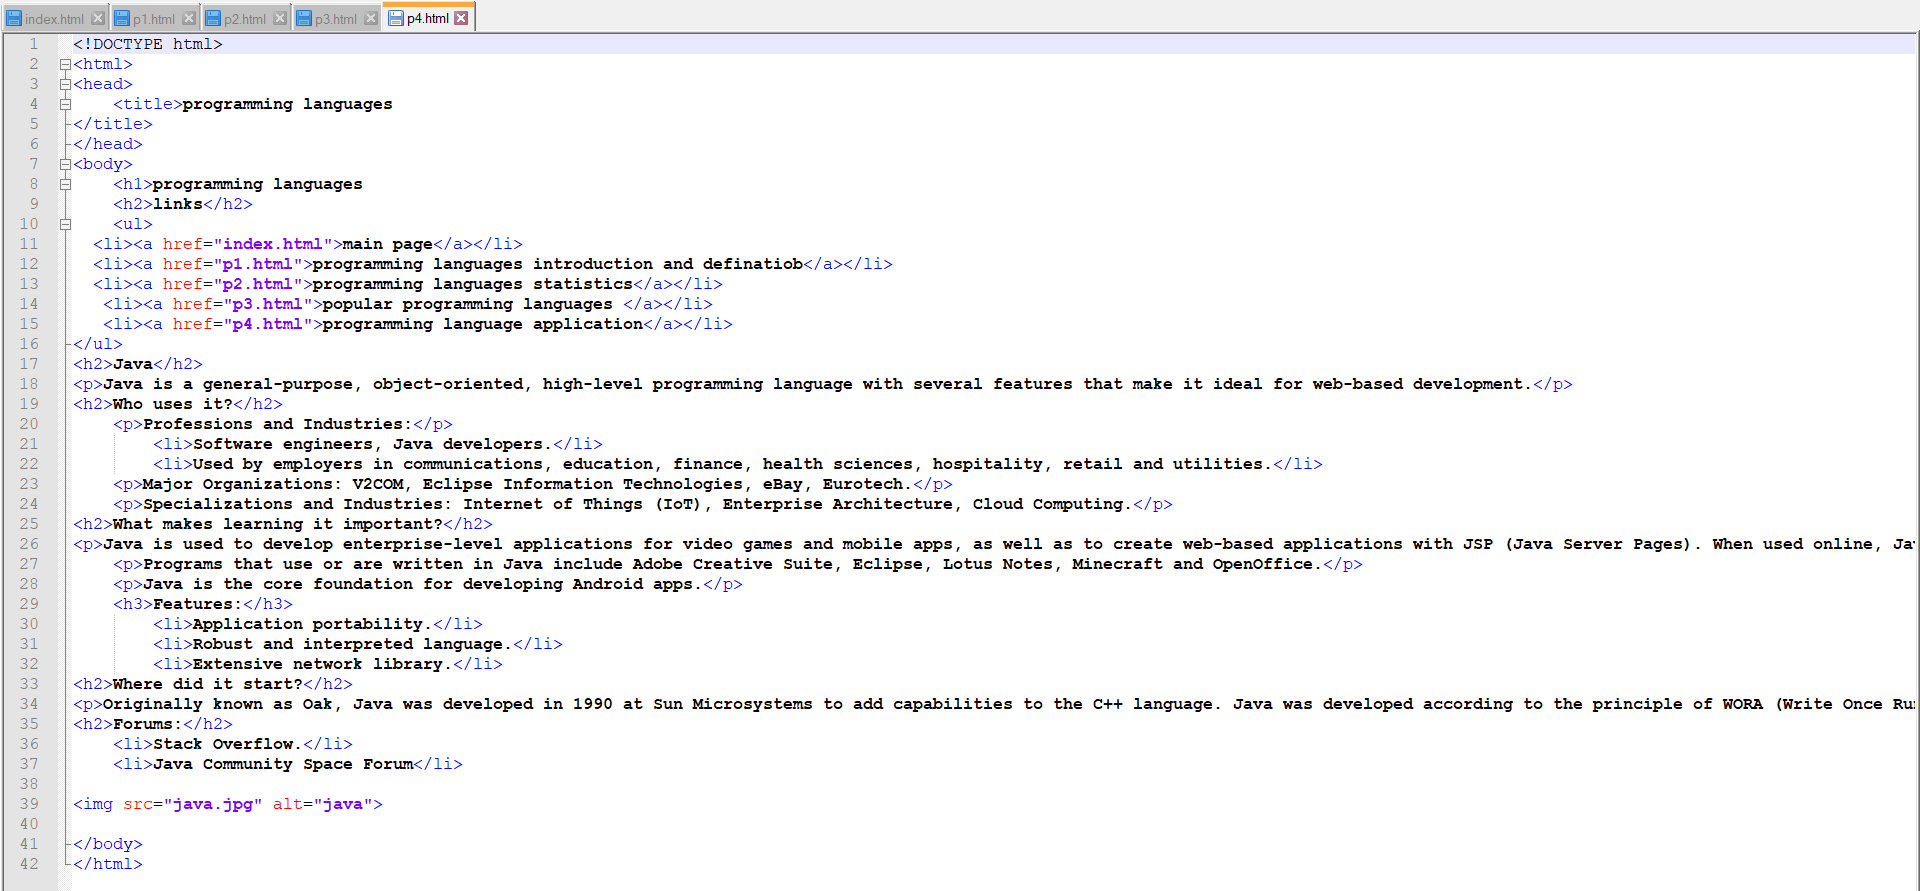 index.html p1.html p2.html p3.html p4.html
1 <!DOCTYPE html>
2 <html>
3 <head>
4 <title>programming languages
5 </title>
6 </head>
7 <body>
8 <h1>programming languages
9 <h2>links</h2>
10 <ul>
11 <li><a href="index.html">main page</a></li>
12 <li><a href="p1.html">programming languages introduction and definatiob</a></li>
13 <li><a href="p2.html">programming languages statistics</a></li>
14 <li><a href="p3.html">popular programming languages </a></li>
15 <li><a href="p4.html">programming language application</a></li>
16 </ul>
17 <h2>Java</h2>
18 <p>Java is a general-purpose, object-oriented, high-level programming language with several features that make it ideal for web-based development.</p>
19 <h2>Who uses it?</h2>
20 <p>Professions and Industries:</p>
21 <li>Software engineers, Java developers.</li>
22 <li>Used by employers in communications, education, finance, health sciences, hospitality, retail and utilities.</li>
23 <p>Major Organizations: V2COM, Eclipse Information Technologies, eBay, Eurotech.</p>
24 <p>Specializations and Industries: Internet of Things (IoT), Enterprise Architecture, Cloud Computing.</p>
25 <h2>What makes learning it important?</h2>
26 <p>Java is used to develop enterprise-level applications for video games and mobile apps, as well as to create web-based applications with JSP (Java Server Pages). When used online, Ja
27 <p>Programs that use or are written in Java include Adobe Creative Suite, Eclipse, Lotus Notes, Minecraft and OpenOffice.</p>
28 <p>Java is the core foundation for developing Android apps.</p>
29 <h3>Features:</h3>
30 <li>Application portability.</li>
31 <li>Robust and interpreted language.</li>
32 <li>Extensive network library.</li>
33 <h2>Where did it start?</h2>
34 <p>Originally known as Oak, Java was developed in 1990 at Sun Microsystems to add capabilities to the C++ language. Java was developed according to the principle of WORA (Write Once Ru
35 <h2>Forums:</h2>
36 <li>Stack Overflow.</li>
37 <li>Java Community Space Forum</li>
38
39 <img src="java.jpg" alt="java">
40
41 </body>
42 </html>